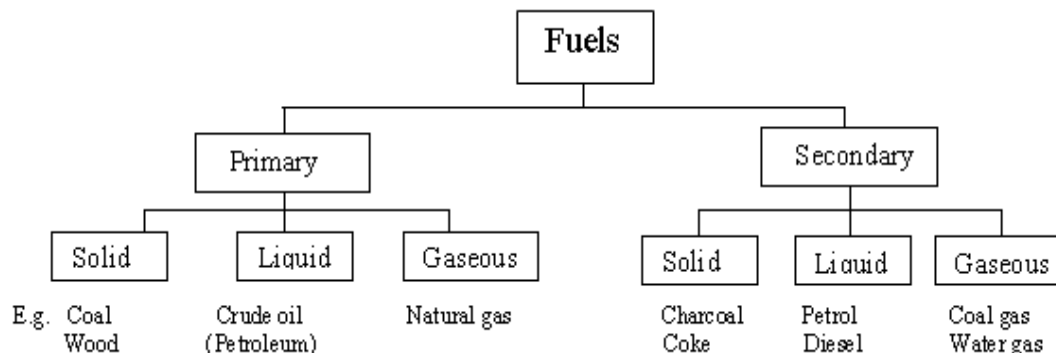 Fuels
Primary
Secondary
Solid Liquid Gaseous Solid Liquid Gaseous
E.g. Coal Crude oil Natural gas Charcoal Petrol Coal gas
Wood (Petroleum) Coke Diesel Water gas